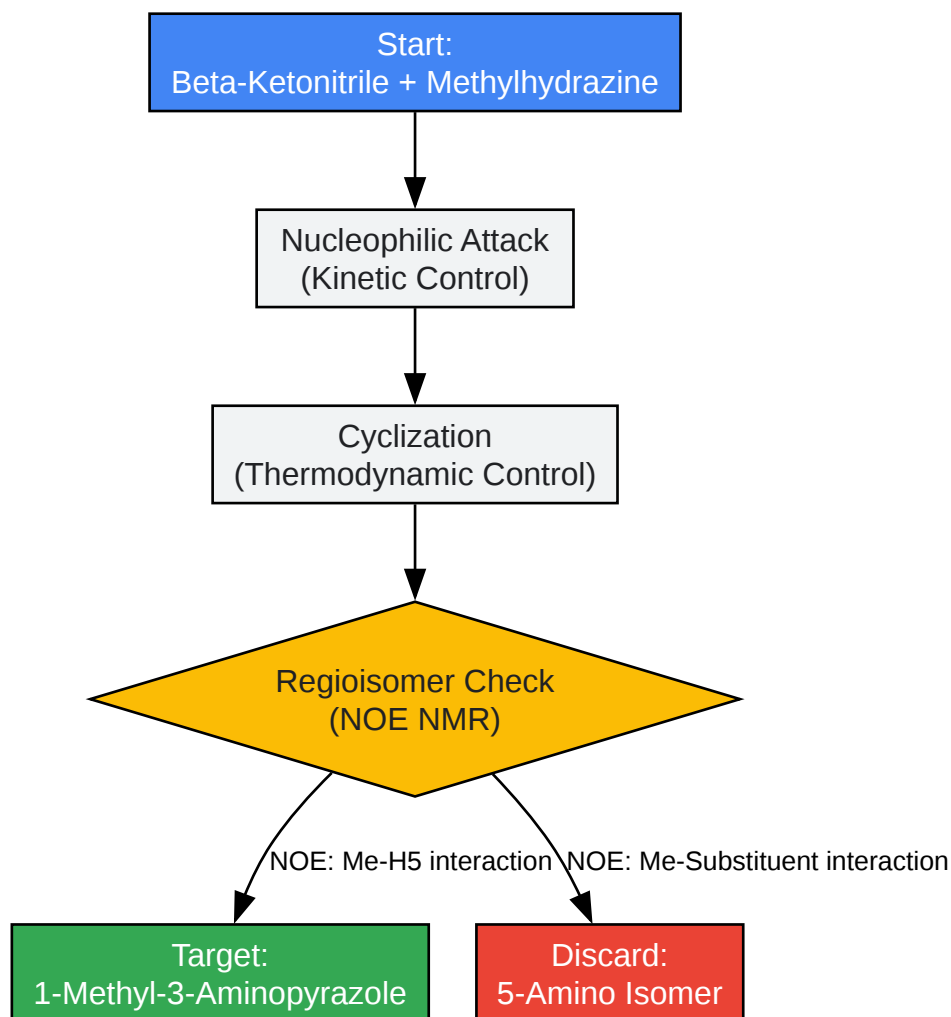 Start:
Beta-Ketonitrile + Methylhydrazine
Nucleophilic Attack
(Kinetic Control)
Cyclization
(Thermodynamic Control)
Regioisomer Check
(NOE NMR)
NOE: Me-H5 interaction
NOE: Me-Substituent interaction
Target:
1-Methyl-3-Aminopyrazole
Discard:
5-Amino Isomer